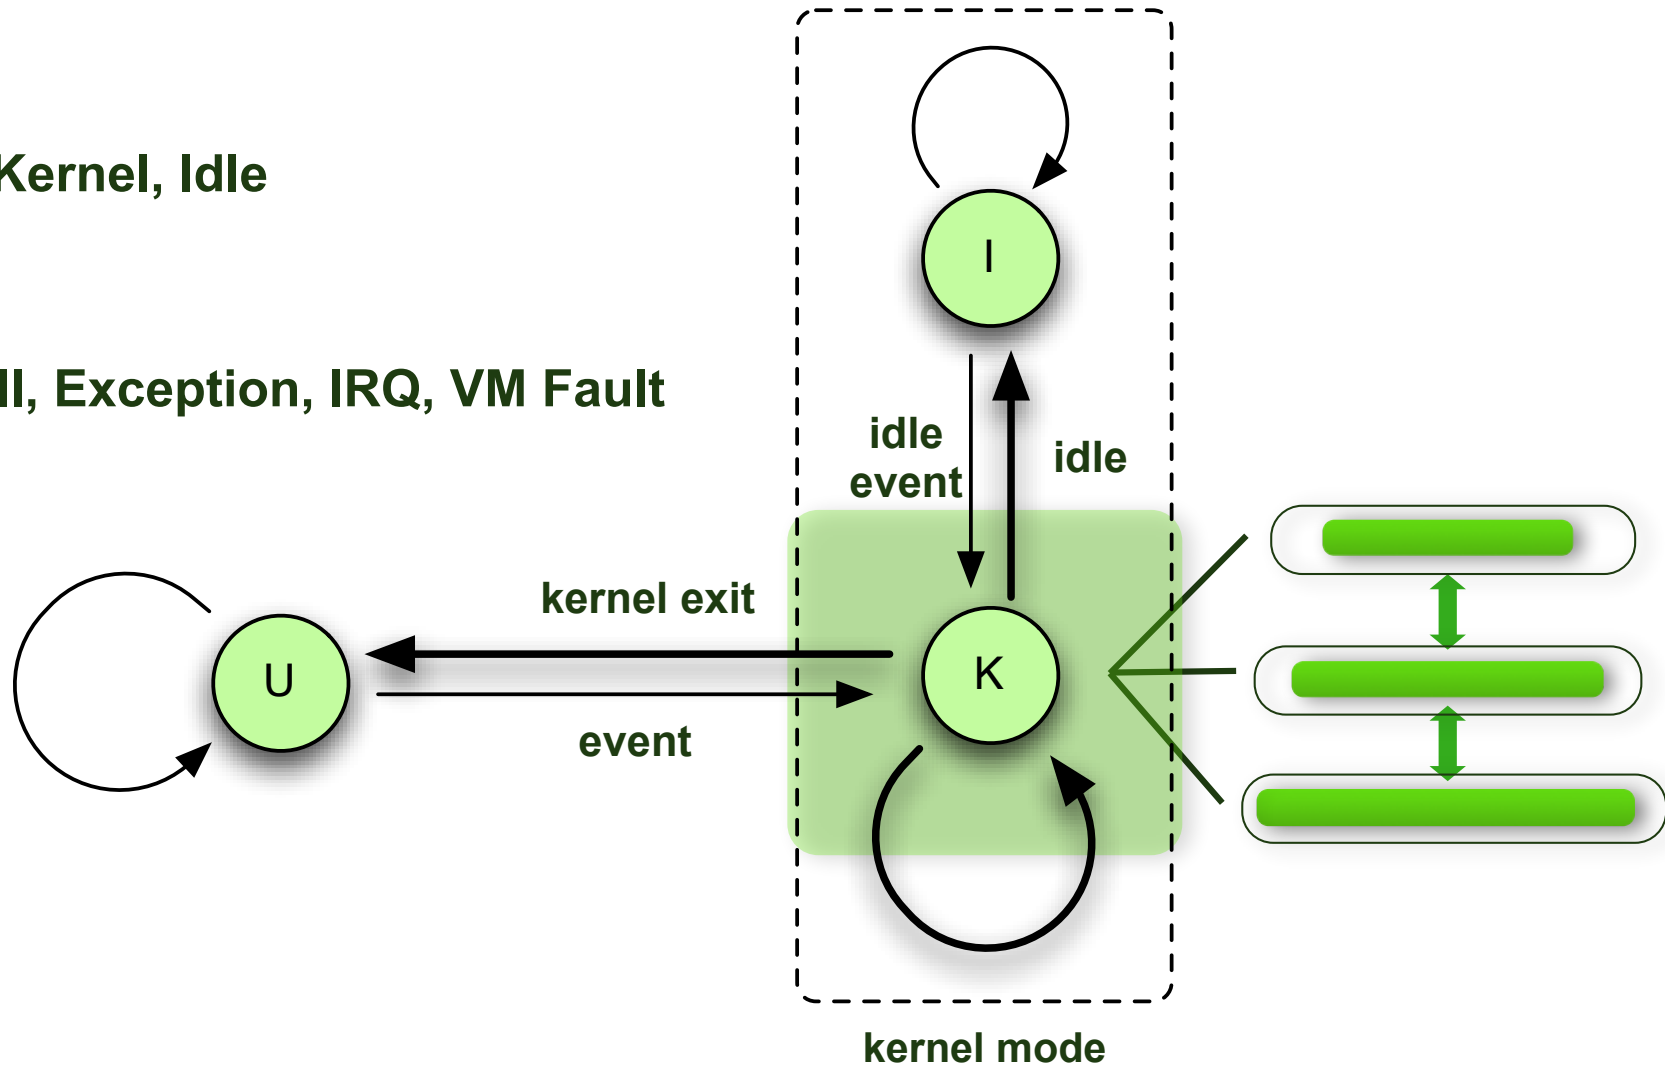 Kernel, Idle
I
ll, Exception, IRQ, VM Fault
idle
event
idle
kernel exit
U
K
event
kernel mode